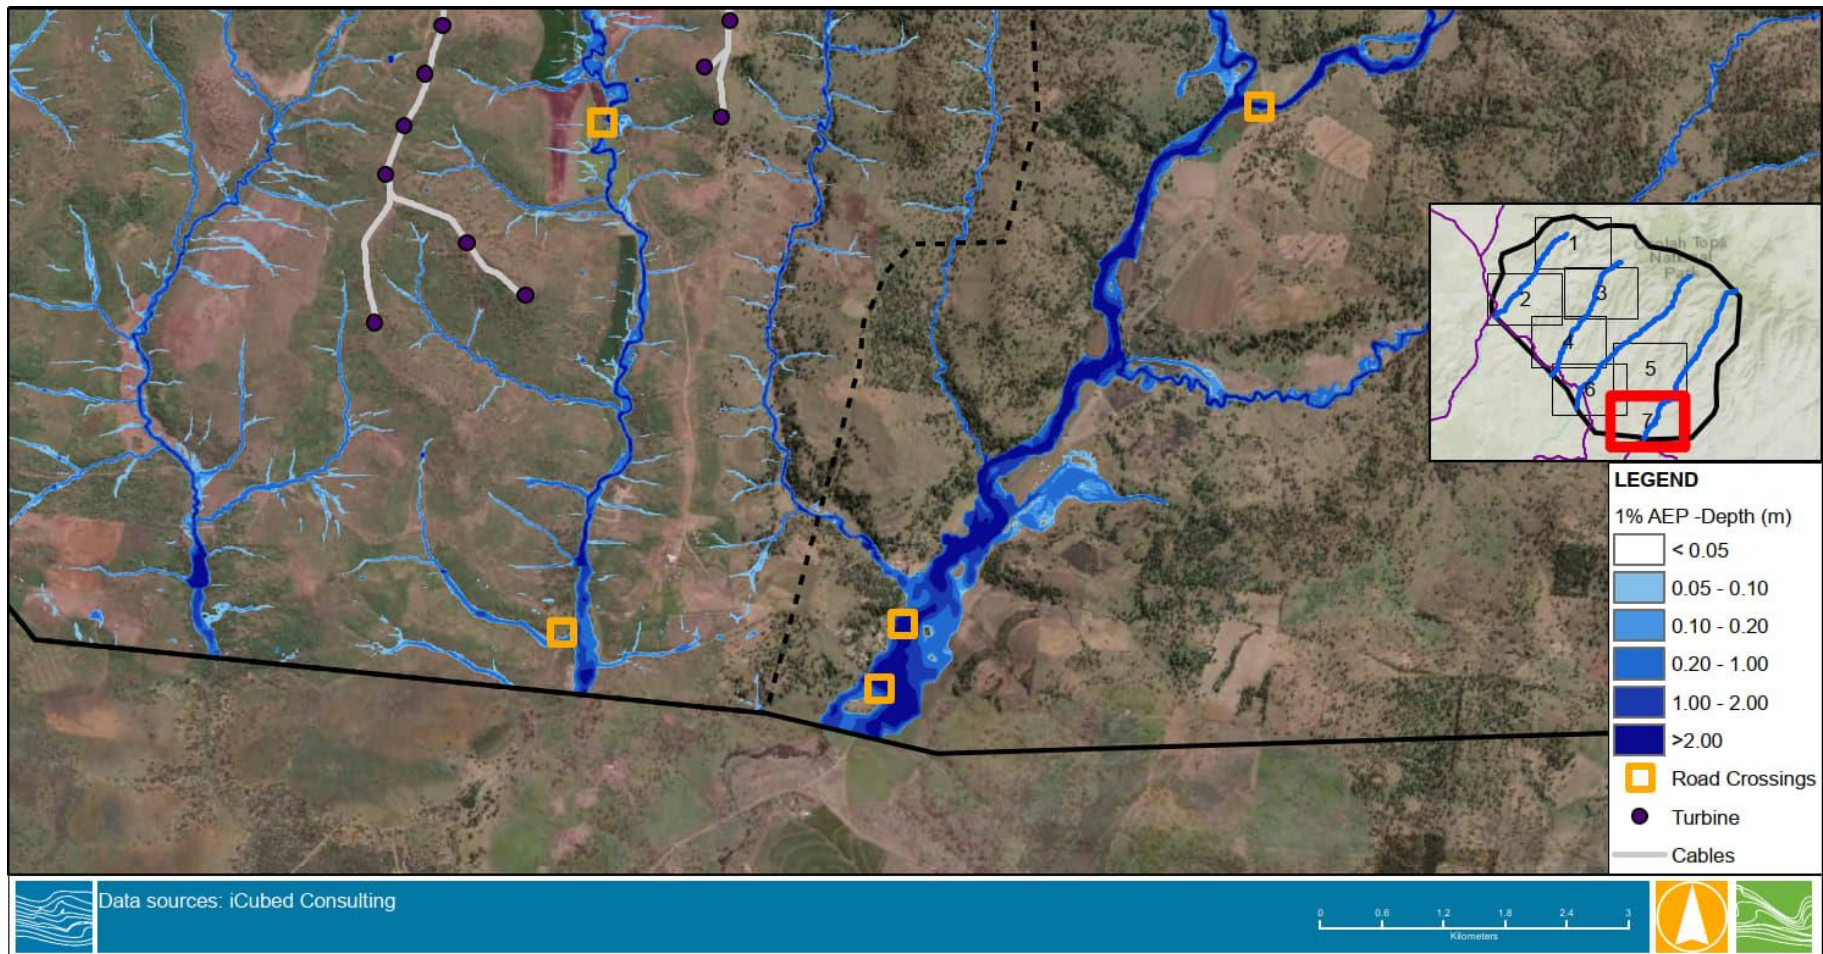 1
National
Park
2
3
4
5
6
7
LEGEND
1% AEP -Depth (m)
< 0.05
0.05 - 0.10
0.10 - 0.20
0.20 - 1.00
1.00 - 2.00
>2.00
Road Crossings
Turbine
Cables
Data sources: iCubed Consulting
0 0.6 1.2 1.8 2.4 3
Kilometers